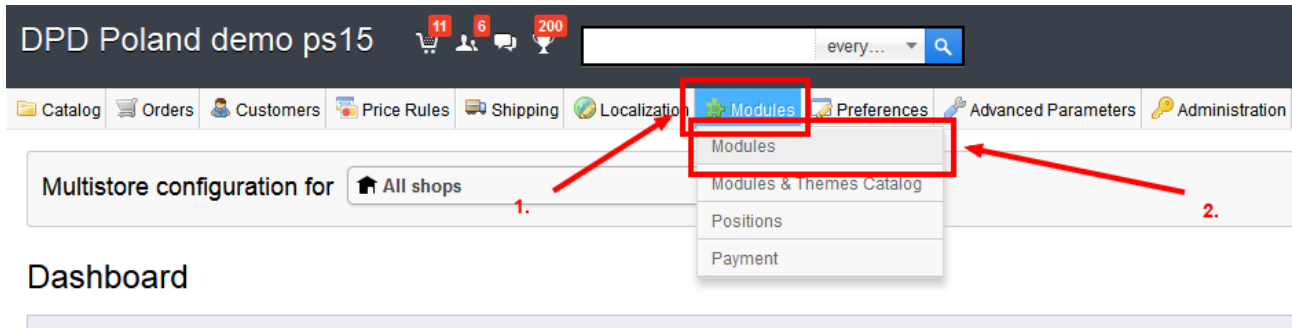 DPD Poland demo ps15 11 6 200 every...
Catalog Orders Customers Price Rules Shipping Localization Modules Preferences Advanced Parameters Administration
Modules
Multistore configuration for All shops
Modules & Themes Catalog
1.
2.
Positions
Payment
Dashboard